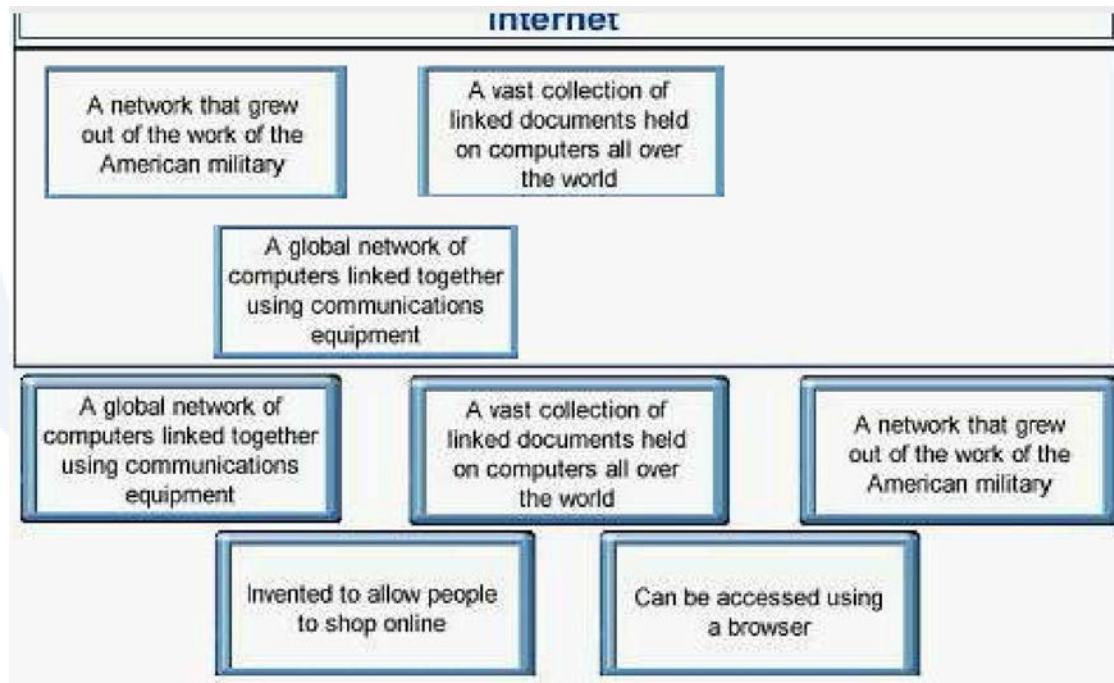 Internet
A network that grew
out of the work of the
American military
A vast collection of
linked documents held
on computers all over
the world
A global network of
computers linked together
using communications
equipment
A global network of
computers linked together
using communications
equipment
A vast collection of
linked documents held
on computers all over
the world
A network that grew
out of the work of the
American military
Invented to allow people
to shop online
Can be accessed using
a browser